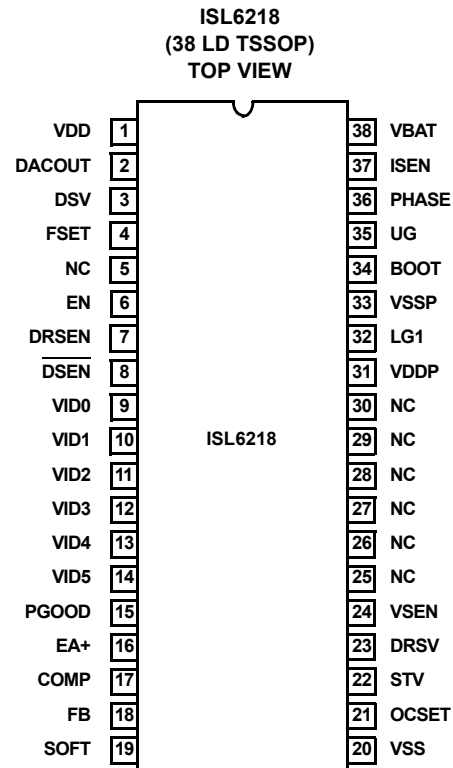 ISL6218
(38 LD TSSOP)
TOP VIEW
VDD 1 38 VBAT
DACOUT 2 37 ISEN
DSV 3 36 PHASE
FSET 4 35 UG
NC 5 34 BOOT
EN 6 33 VSSP
DRSEN 7 32 LG1
DSEN 8 31 VDDP
VID0 9 30 NC
VID1 10 ISL6218 29 NC
VID2 11 28 NC
VID3 12 27 NC
VID4 13 26 NC
VID5 14 25 NC
PGOOD 15 24 VSEN
EA+ 16 23 DRSV
COMP 17 22 STV
FB 18 21 OCSET
SOFT 19 20 VSS